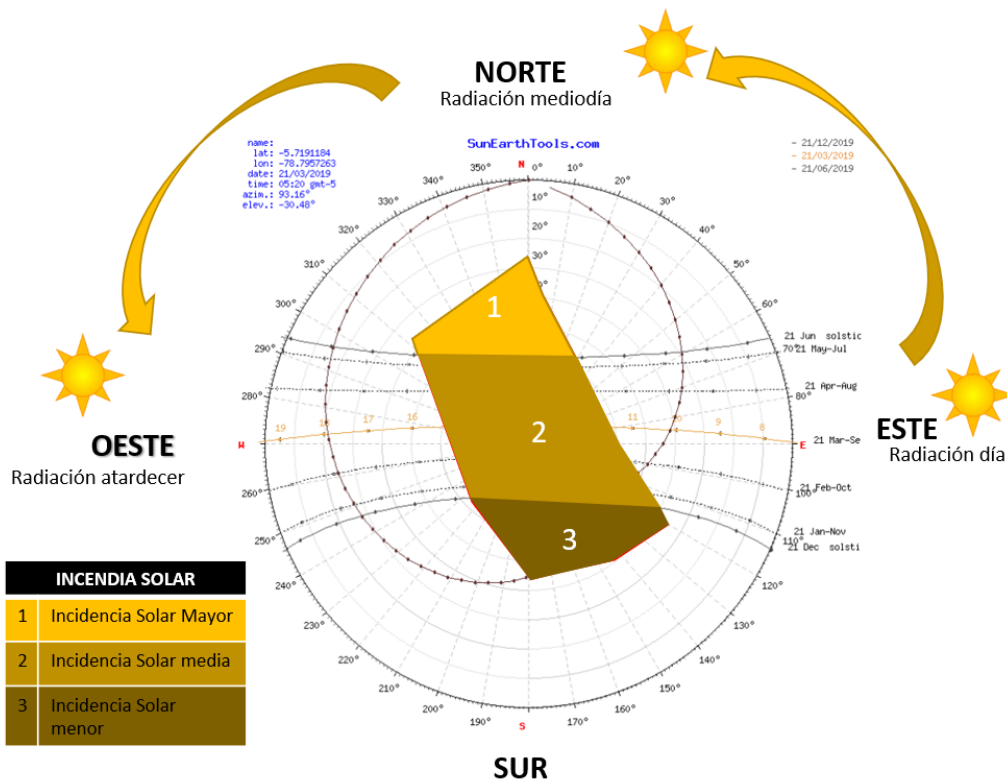 NORTE
Radiación mediodía
SunEarthTools.com
name:
lat: -5.7191184
lon: -78.7957263
date: 21/03/2019
time: 05:20 gmt-5
azim.: 93.16°
elev.: -30.48°
- 21/12/2019
- 21/03/2019
- 21/06/2019
N
0°
10°
20°
30°
40°
50°
60°
70°
80°
E
100°
110°
120°
130°
140°
150°
160°
170°
S
190°
200°
210°
220°
230°
240°
250°
260°
W
280°
290°
300°
310°
320°
330°
340°
350°
10°
20°
30°
21 Jun solstic
21 May-Jul
21 Apr-Aug
21 Mar-Se
21 Feb-Oct
21 Jan-Nov
21 Dec solsti
19
17
16
11
9
8
1
2
3
OESTE
Radiación atardecer
ESTE
Radiación día
INCENDIA SOLAR
1 Incidencia Solar Mayor
2 Incidencia Solar media
3 Incidencia Solar
menor
SUR